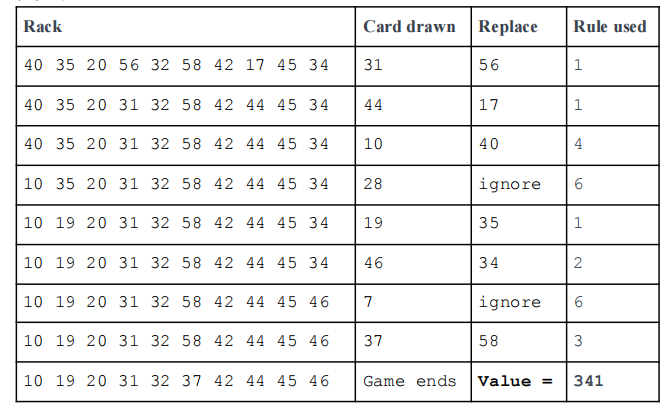 Rack Card drawn Replace Rule used
40 35 20 56 32 58 42 17 45 34 31 56 1
40 35 20 31 32 58 42 17 45 34 44 17 1
40 35 20 31 32 58 42 44 45 34 10 40 4
10 35 20 31 32 58 42 44 45 34 28 ignore 6
10 19 20 31 32 58 42 44 45 34 19 35 1
10 19 20 31 32 58 42 44 45 34 46 34 2
10 19 20 31 32 58 42 44 45 46 7 ignore 6
10 19 20 31 32 58 42 44 45 46 37 58 3
10 19 20 31 32 37 42 44 45 46 Game ends Value = 341